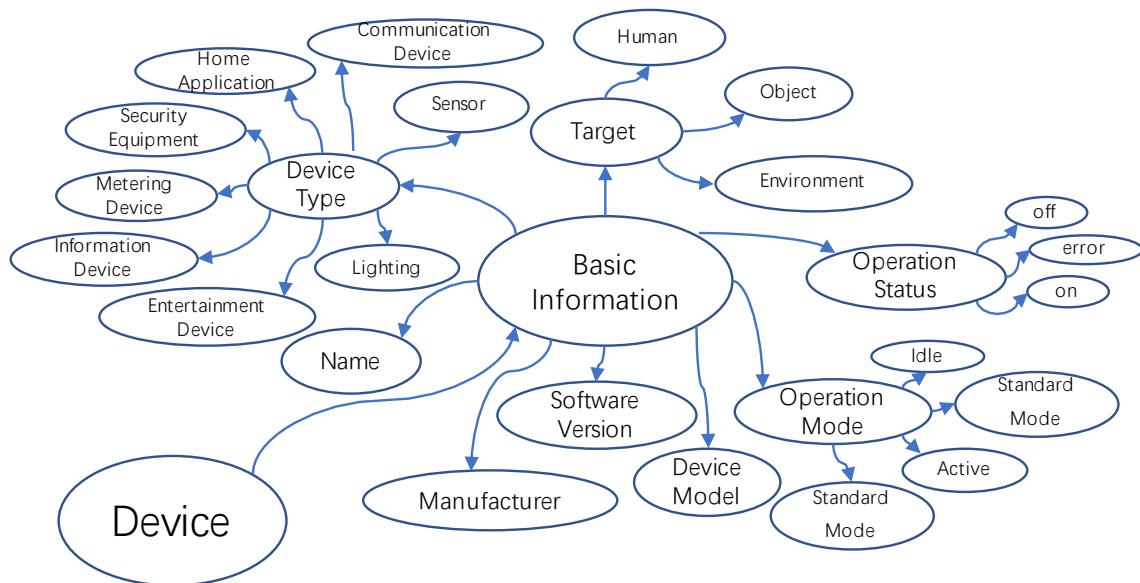 Communication
Device
Human
Home
Application
Object
Sensor
Security
Equipment
Target
Device
Type
Metering
Device
Environment
off
Information
Device
error
Lighting
Basic
Information
Operation
Status
on
Entertainment
Device
Name
Idle
Software
Version
Operation
Mode
Standard
Mode
Device
Model
Active
Manufacturer
Standard
Mode
Device